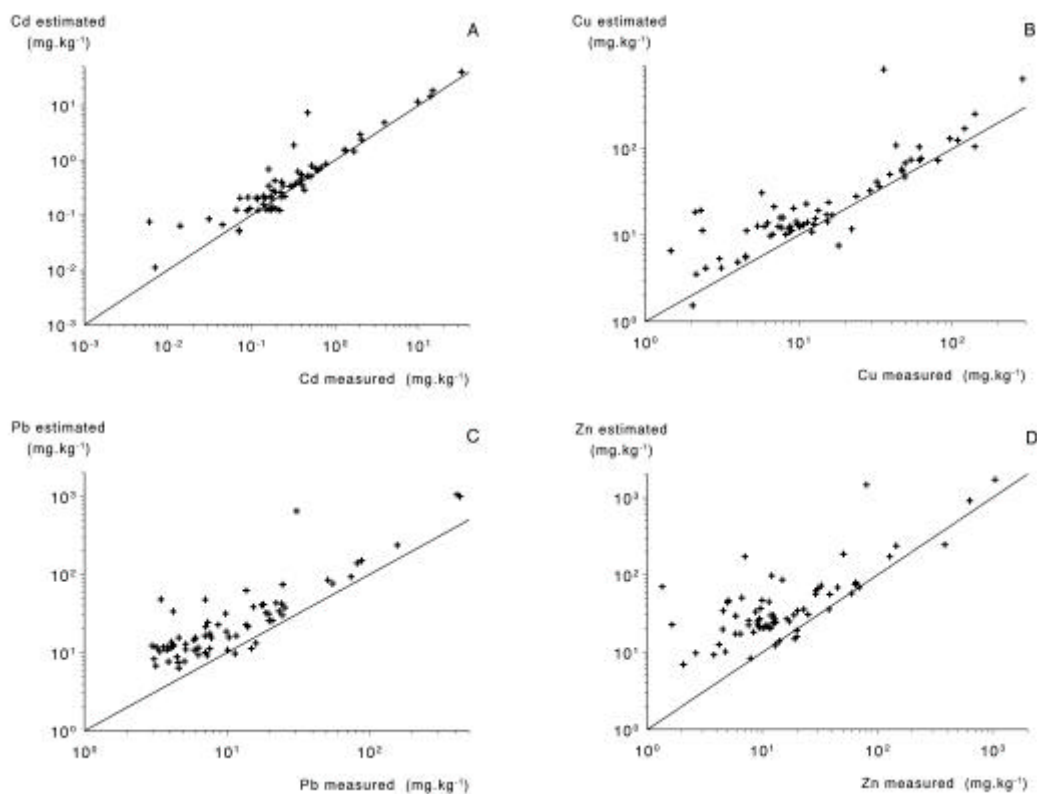 Cd estimated
(mg.kg⁻¹)
A
10¹
10⁰
10⁻¹
10⁻²
10⁻³
10⁻³ 10⁻² 10⁻¹ 10⁰ 10¹
Cd measured (mg.kg⁻¹)
Cu estimated
(mg.kg⁻¹)
B
10²
10¹
10⁰
10⁰ 10¹ 10²
Cu measured (mg.kg⁻¹)
Pb estimated
(mg.kg⁻¹)
C
10³
10²
10¹
10⁰
10⁰ 10¹ 10²
Pb measured (mg.kg⁻¹)
Zn estimated
(mg.kg⁻¹)
D
10³
10²
10¹
10⁰
10⁰ 10¹ 10² 10³
Zn measured (mg.kg⁻¹)